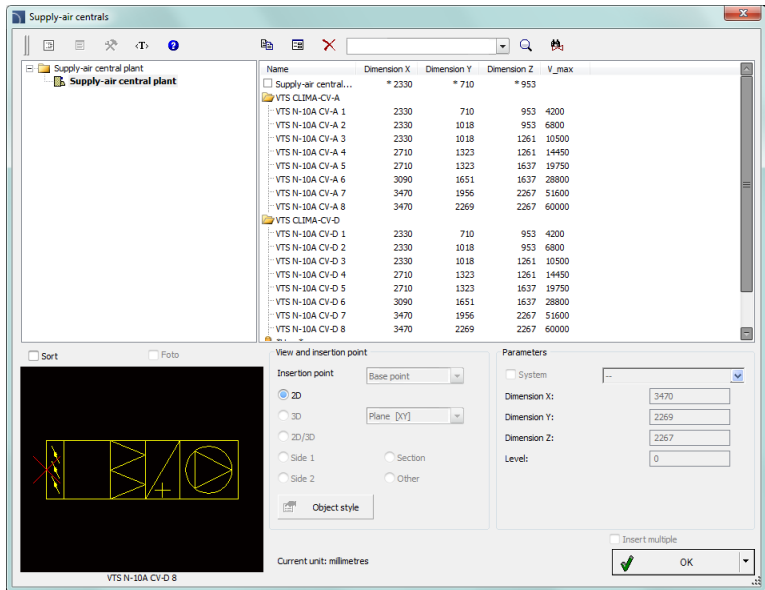 Supply-air centrals
‹T›
Supply-air central plant
Supply-air central plant
Name Dimension X Dimension Y Dimension Z V_max
Supply-air central... * 2330 * 710 * 953
VTS CLIMA-CV-A
VTS N-10A CV-A 1 2330 710 953 4200
VTS N-10A CV-A 2 2330 1018 953 6800
VTS N-10A CV-A 3 2330 1018 1261 10500
VTS N-10A CV-A 4 2710 1323 1261 14450
VTS N-10A CV-A 5 2710 1323 1637 19750
VTS N-10A CV-A 6 3090 1651 1637 28800
VTS N-10A CV-A 7 3470 1956 2267 51600
VTS N-10A CV-A 8 3470 2269 2267 60000
VTS CLIMA-CV-D
VTS N-10A CV-D 1 2330 710 953 4200
VTS N-10A CV-D 2 2330 1018 953 6800
VTS N-10A CV-D 3 2330 1018 1261 10500
VTS N-10A CV-D 4 2710 1323 1261 14450
VTS N-10A CV-D 5 2710 1323 1637 19750
VTS N-10A CV-D 6 3090 1651 1637 28800
VTS N-10A CV-D 7 3470 1956 2267 51600
VTS N-10A CV-D 8 3470 2269 2267 60000
Sort Foto
VTS N-10A CV-D 8
View and insertion point
Insertion point Base point
2D
3D Plane [XY]
2D/3D
Side 1 Section
Side 2 Other
Object style
Current unit: millimetres
Parameters
System --
Dimension X: 3470
Dimension Y: 2269
Dimension Z: 2267
Level: 0
Insert multiple
OK